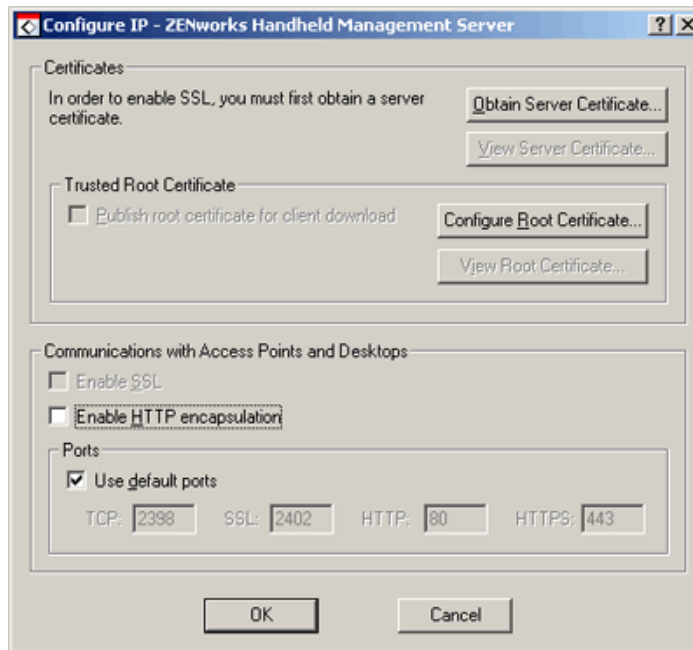 Configure IP - ZENworks Handheld Management Server
Certificates
In order to enable SSL, you must first obtain a server
certificate.
Obtain Server Certificate...
View Server Certificate...
Trusted Root Certificate
Publish root certificate for client download
Configure Root Certificate...
View Root Certificate...
Communications with Access Points and Desktops
Enable SSL
Enable HTTP encapsulation
Ports
Use default ports
TCP: 2398 SSL: 2402 HTTP: 80 HTTPS: 443
OK Cancel